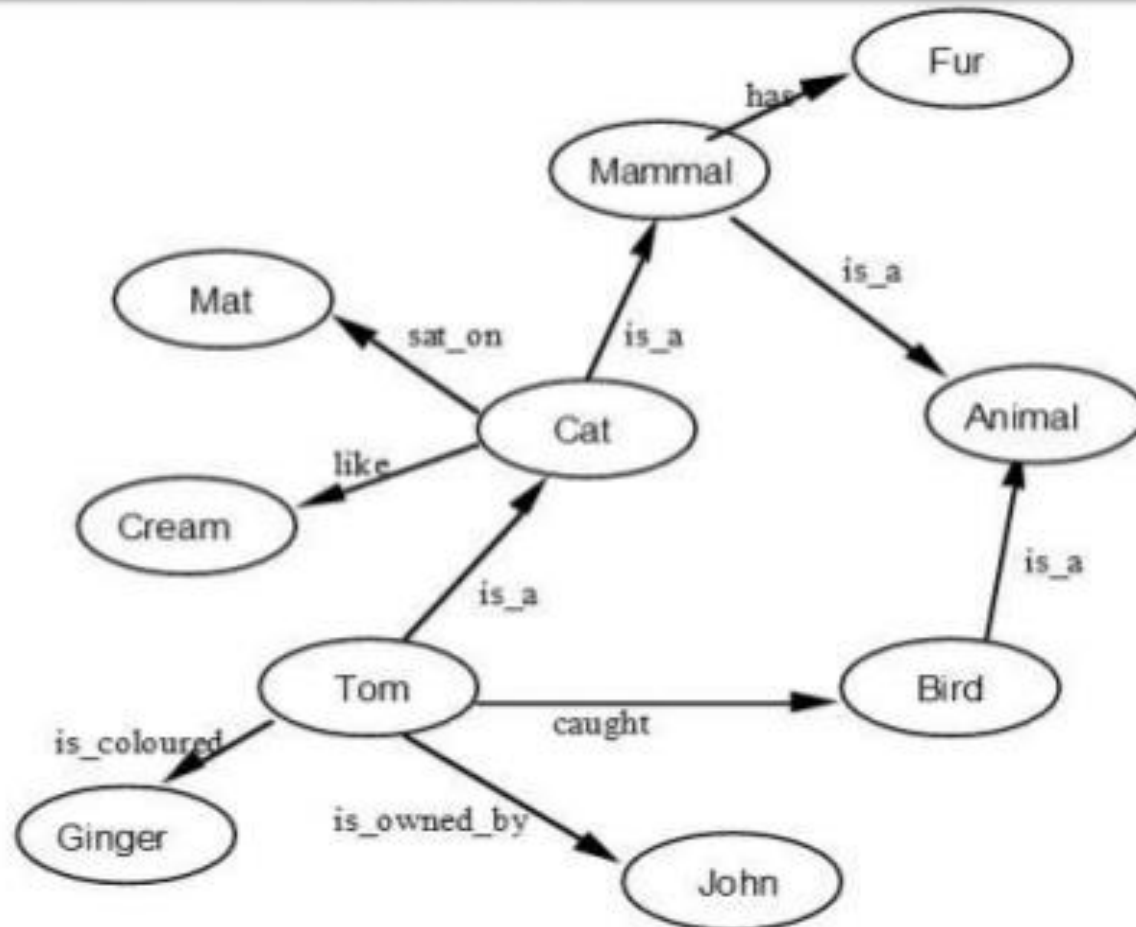 Fur
has
Mammal
is_a
Mat
sat_on
is_a
Cat
Animal
like
Cream
is_a
is_a
Tom
Bird
caught
is_coloured
is_owned_by
Ginger
John